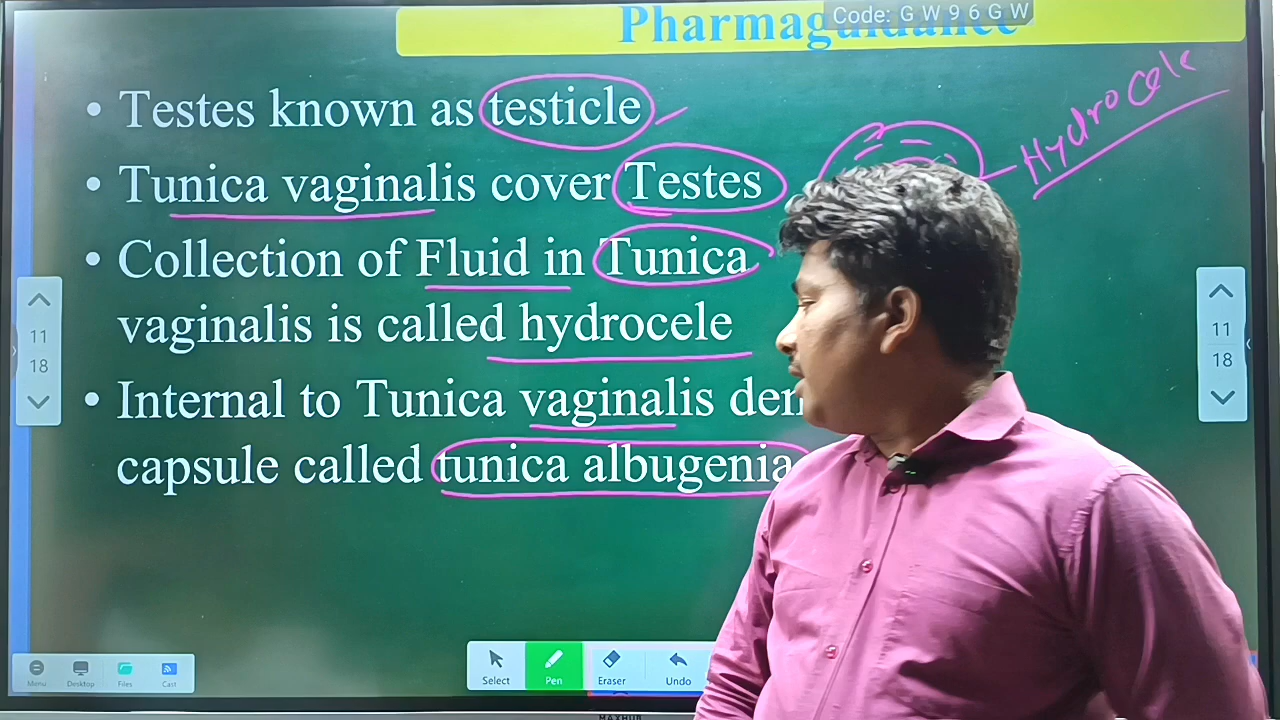 Pharmaguidance
Code: G W 9 6 G W
Hydrocele
• Testes known as testicle
• Tunica vaginalis cover Testes
• Collection of Fluid in Tunica
vaginalis is called hydrocele
• Internal to Tunica vaginalis den
capsule called tunica albugenia
11
18
11
18
Menu
Desktop
Files
Cast
Select
Pen
Eraser
Undo
MAXHUB